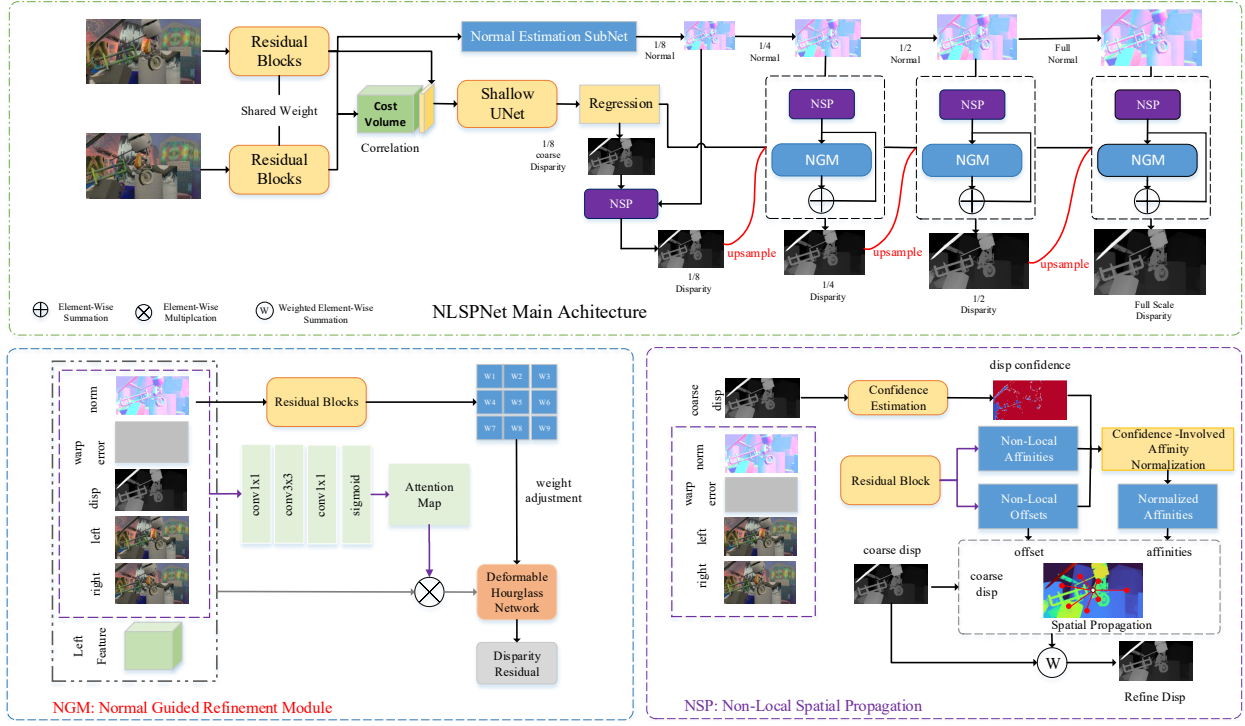 Residual
Blocks
Shared Weight
Residual
Blocks
Normal Estimation SubNet
1/8
Normal
1/4
Normal
1/2
Normal
Full
Normal
Cost
Volume
Correlation
Shallow
UNet
Regression
1/8
coarse
Disparity
NSP
NSP
NGM
NSP
NGM
NSP
NGM
upsample
upsample
upsample
1/8
Disparity
1/4
Disparity
1/2
Disparity
Full Scale
Disparity
Element-Wise
Summation
Element-Wise
Multiplcation
W
Weighted Element-Wise
Summation
NLSPNet Main Achitecture
norm
warp
error
disp
left
right
Left
Feature
Residual Blocks
W1 W2 W3
W4 W5 W6
W7 W8 W9
conv1x1
conv3x3
conv1x1
sigmoid
Attention
Map
weight
adjustment
Deformable
Hourglass
Network
Disparity
Residual
NGM: Normal Guided Refinement Module
coarse
disp
Confidence
Estimation
disp confidence
norm
warp
error
left
right
Residual Block
Non-Local
Affinities
Non-Local
Offsets
Confidence -Involved
Affinity
Normalization
Normalized
Affinities
offset
affinities
coarse disp
coarse
disp
Spatial Propagation
W
Refine Disp
NSP: Non-Local Spatial Propagation